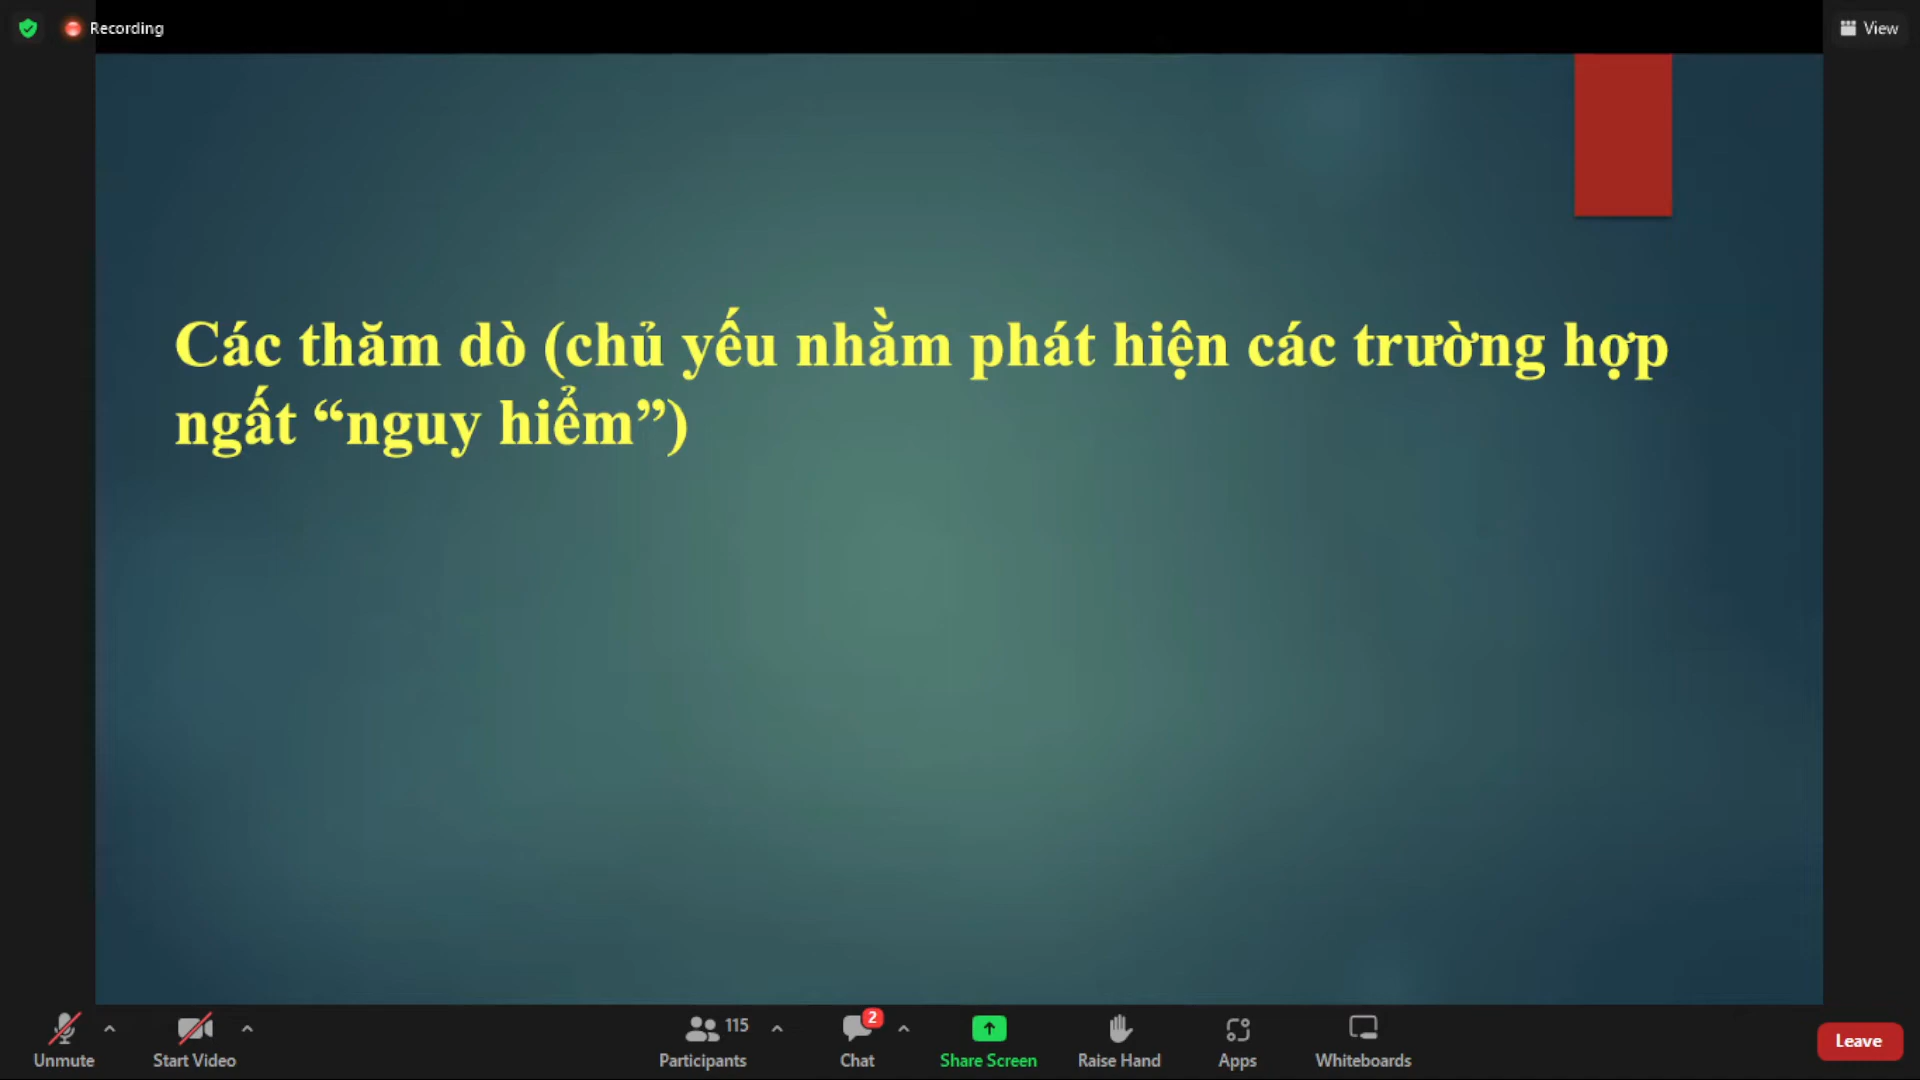 Recording
View
Các thăm dò (chủ yếu nhằm phát hiện các trường hợp
ngất “nguy hiểm”)
Unmute
Start Video
115
Participants
2
Chat
Share Screen
Raise Hand
Apps
Whiteboards
Leave